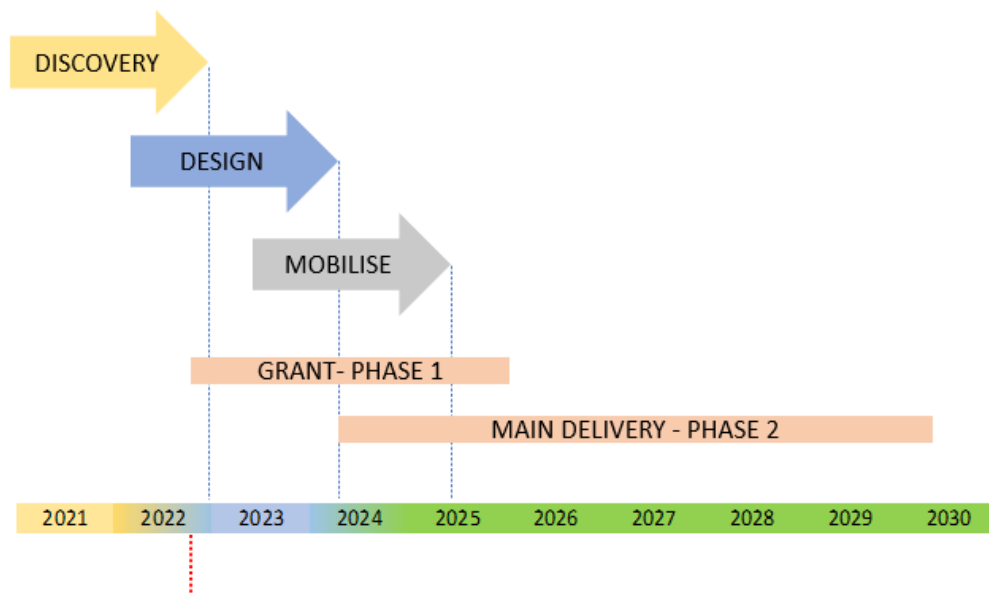 DISCOVERY
DESIGN
MOBILISE
GRANT- PHASE 1
MAIN DELIVERY - PHASE 2
2021 2022 2023 2024 2025 2026 2027 2028 2029 2030